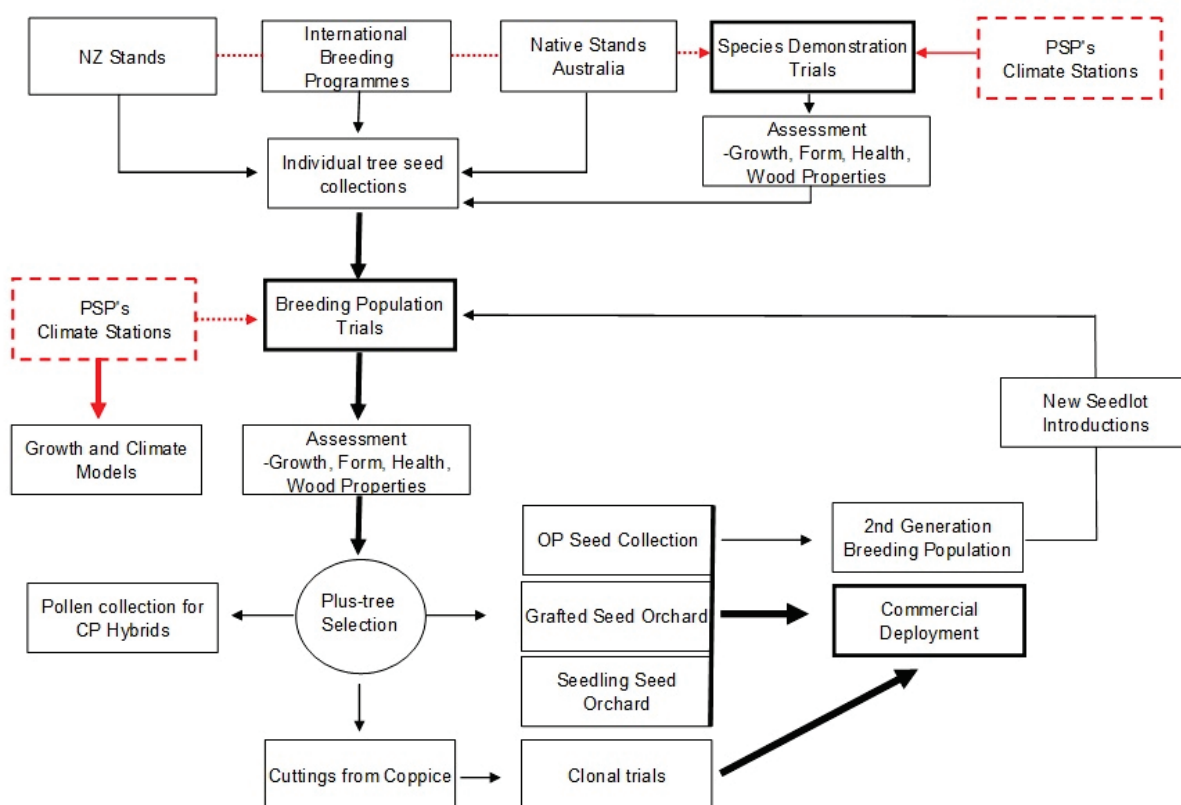 NZ Stands
International
Breeding
Programmes
Native Stands
Australia
Species Demonstration
Trials
PSP's
Climate Stations
Individual tree seed
collections
Assessment
-Growth, Form, Health,
Wood Properties
PSP's
Climate Stations
Breeding Population
Trials
New Seedlot
Introductions
Growth and Climate
Models
Assessment
-Growth, Form, Health,
Wood Properties
OP Seed Collection
2nd Generation
Breeding Population
Pollen collection for
CP Hybrids
Plus-tree
Selection
Grafted Seed Orchard
Commercial
Deployment
Seedling Seed
Orchard
Cuttings from Coppice
Clonal trials